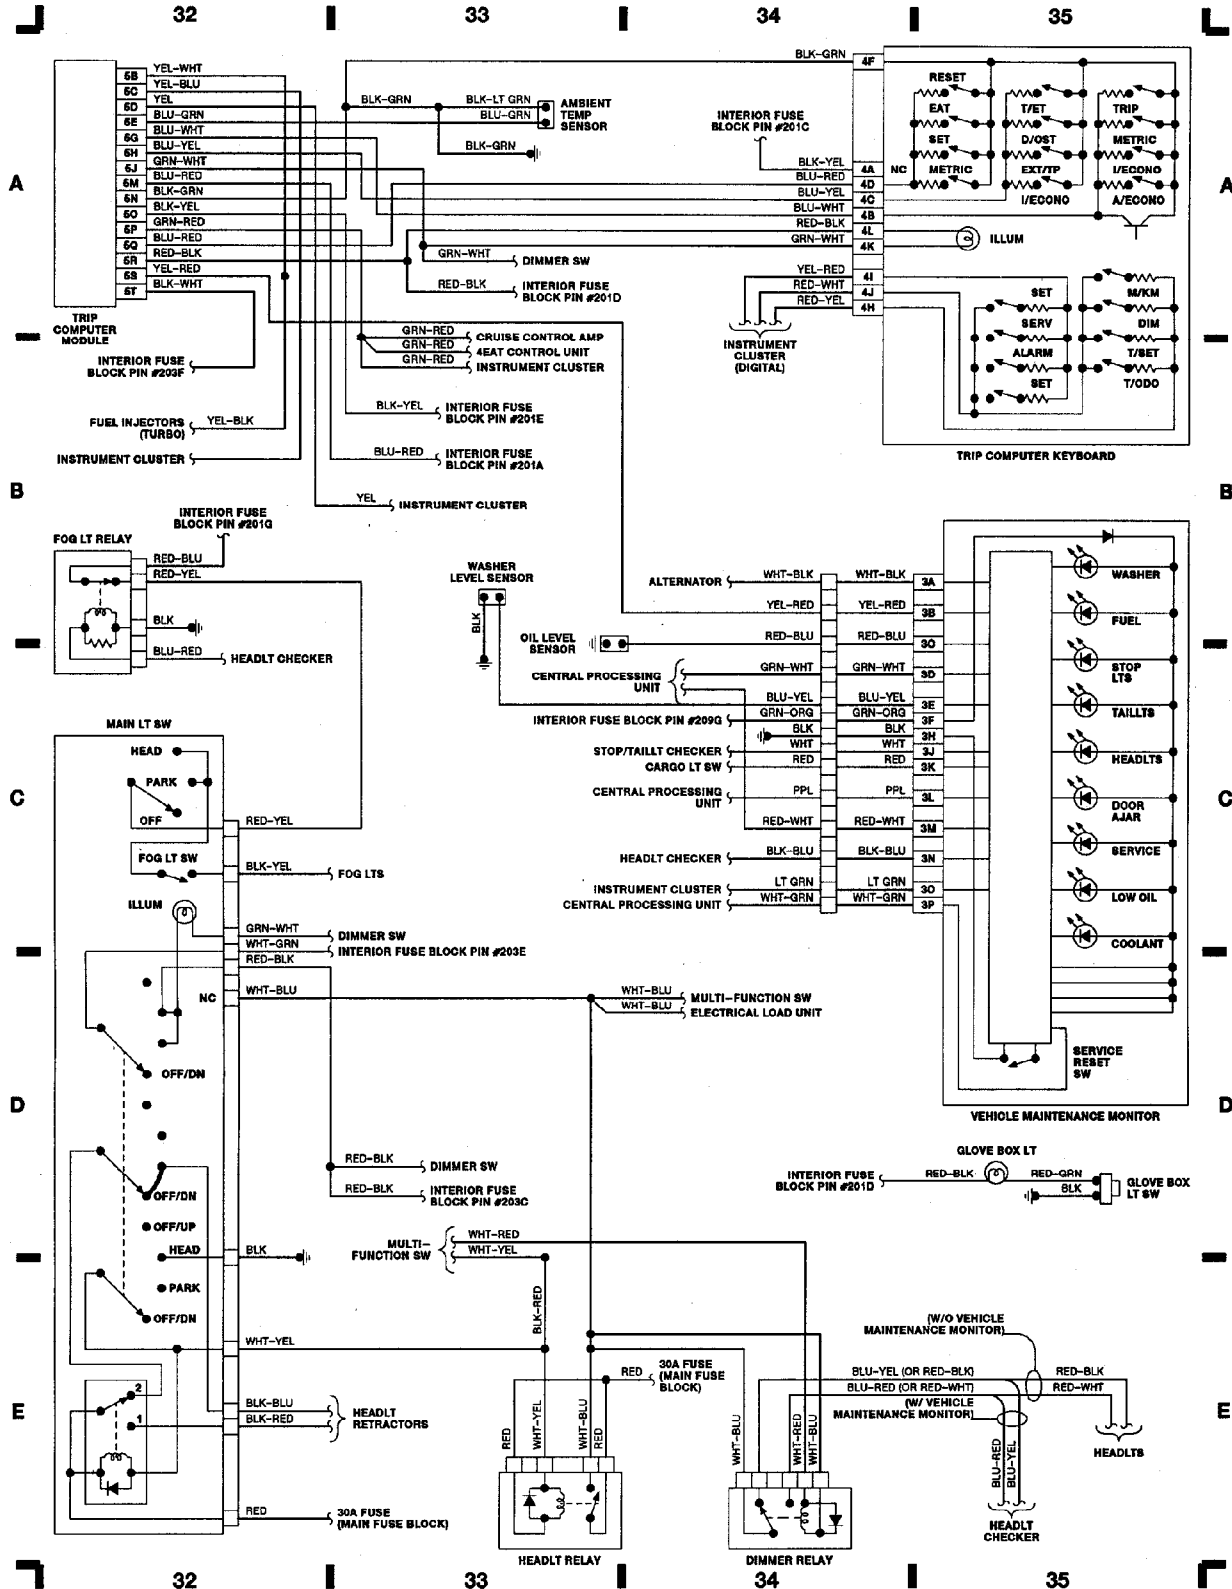 32 33 34 35
A
A
5B YEL-WHT
5C YEL-BLU
5D YEL
5E BLU-GRN
5G BLU-WHT
5H BLU-YEL
5J GRN-WHT
5M BLU-RED
5N BLK-GRN
5O BLK-YEL
5P GRN-RED
5Q BLU-RED
5R RED-BLK
5S YEL-RED
5T BLK-WHT
TRIP
COMPUTER
MODULE
BLK-GRN
BLK-LT GRN
BLU-GRN
AMBIENT
TEMP
SENSOR
BLK-GRN
GRN-WHT DIMMER SW
RED-BLK INTERIOR FUSE
BLOCK PIN #201D
INTERIOR FUSE
BLOCK PIN #201C
BLK-GRN 4F
BLK-YEL 4A NC
BLU-RED 4D
BLU-YEL 4C
BLU-WHT 4B
RED-BLK 4L
GRN-WHT 4K
YEL-RED 4I
RED-WHT 4J
RED-YEL 4H
INSTRUMENT
CLUSTER
(DIGITAL)
RESET
EAT T/ET TRIP
SET D/OST METRIC
METRIC EXT/TP I/ECONO
I/ECONO A/ECONO
ILLUM
SET M/KM
SERV DIM
ALARM T/SET
SET T/ODO
TRIP COMPUTER KEYBOARD
INTERIOR FUSE
BLOCK PIN #203F
GRN-RED CRUISE CONTROL AMP
GRN-RED 4EAT CONTROL UNIT
GRN-RED INSTRUMENT CLUSTER
BLK-YEL INTERIOR FUSE
BLOCK PIN #201E
FUEL INJECTORS
(TURBO)
YEL-BLK
INSTRUMENT CLUSTER
BLU-RED INTERIOR FUSE
BLOCK PIN #201A
YEL INSTRUMENT CLUSTER
B
B
INTERIOR FUSE
BLOCK PIN #201G
FOG LT RELAY
RED-BLU
RED-YEL
BLK
BLU-RED HEADLT CHECKER
WASHER
LEVEL SENSOR
BLK
OIL LEVEL
SENSOR
ALTERNATOR WHT-BLK WHT-BLK 3A
YEL-RED YEL-RED 3B
RED-BLU RED-BLU 3O
CENTRAL PROCESSING
UNIT
GRN-WHT GRN-WHT 3D
BLU-YEL BLU-YEL 3E
INTERIOR FUSE BLOCK PIN #209G GRN-ORG GRN-ORG 3F
BLK BLK 3H
STOP/TAILLT CHECKER WHT WHT 3J
CARGO LT SW RED RED 3K
CENTRAL PROCESSING
UNIT
PPL PPL 3L
RED-WHT RED-WHT 3M
HEADLT CHECKER BLK-BLU BLK-BLU 3N
INSTRUMENT CLUSTER LT GRN LT GRN 3O
CENTRAL PROCESSING UNIT WHT-GRN WHT-GRN 3P
WASHER
FUEL
STOP
LTS
TAILLTS
HEADLTS
DOOR
AJAR
SERVICE
LOW OIL
COOLANT
SERVICE
RESET
SW
VEHICLE MAINTENANCE MONITOR
C
C
MAIN LT SW
HEAD
PARK
OFF
RED-YEL
FOG LT SW
BLK-YEL FOG LTS
ILLUM
GRN-WHT DIMMER SW
WHT-GRN INTERIOR FUSE BLOCK PIN #203E
RED-BLK
NC WHT-BLU
WHT-BLU MULTI-FUNCTION SW
WHT-BLU ELECTRICAL LOAD UNIT
OFF/DN
D
D
RED-BLK DIMMER SW
RED-BLK INTERIOR FUSE
BLOCK PIN #203C
OFF/DN
OFF/UP
HEAD BLK
PARK
OFF/DN
GLOVE BOX LT
INTERIOR FUSE
BLOCK PIN #201D
RED-BLK RED-GRN
BLK
GLOVE BOX
LT SW
MULTI-
FUNCTION SW
WHT-RED
WHT-YEL
BLK-RED
WHT-YEL
E
E
2
1
BLK-BLU
BLK-RED
HEADLT
RETRACTORS
RED 30A FUSE
(MAIN FUSE BLOCK)
RED 30A FUSE
(MAIN FUSE
BLOCK)
RED
WHT-YEL
WHT-BLU
RED
HEADLT RELAY
WHT-BLU
WHT-RED
WHT-BLU
DIMMER RELAY
(W/O VEHICLE
MAINTENANCE MONITOR)
BLU-YEL (OR RED-BLK) RED-BLK
BLU-RED (OR RED-WHT) RED-WHT
(W/ VEHICLE
MAINTENANCE MONITOR)
BLU-RED
BLU-YEL
HEADLTS
HEADLT
CHECKER
32 33 34 35